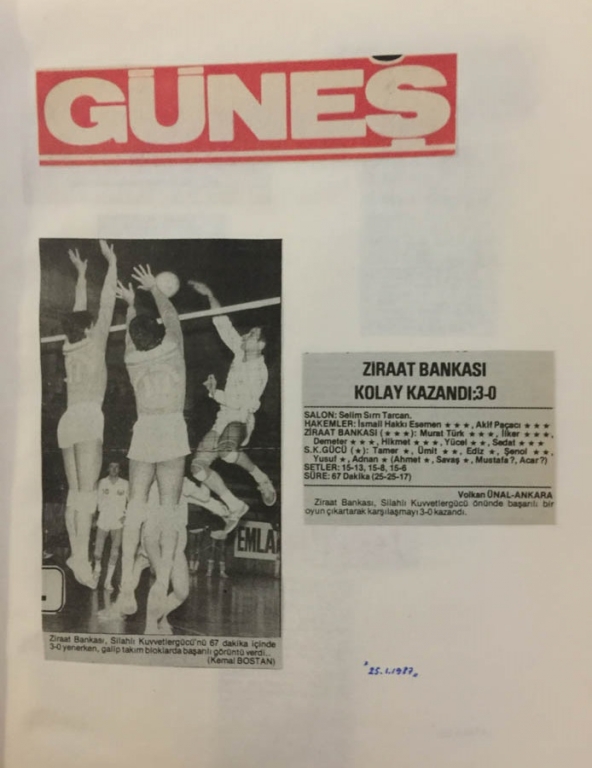 GÜNEŞ
EMLA
Ziraat Bankası, Silahlı Kuvvetlergücü'nü 67 dakika içinde
3-0 yenerken, galip takım bloklarda başarılı görüntü verdi...
(Kemal BOSTAN)
ZİRAAT BANKASI
KOLAY KAZANDI:3-0
SALON: Selim Sırrı Tarcan.
HAKEMLER: İsmail Hakkı Esemen ★ ★ ★, Akif Peçacı ★ ★ ★
ZİRAAT BANKASI (★ ★ ★): Murat Türk ★ ★ ★, İlker ★ ★ ★,
Demeter ★ ★ ★, Hikmet ★ ★ ★, Yücel ★ ★, Sedat ★ ★ ★
S.K.GÜCÜ (★): Tamer ★, Ümit ★ ★, Ediz ★, Şenol ★ ★,
Yusuf ★, Adnan ★ (Ahmet ★, Savaş ★, Mustafa ?, Acar?)
SETLER: 15-13, 15-8, 15-6
SÜRE: 67 Dakika (25-25-17)
Volkan ÜNAL-ANKARA
Ziraat Bankası, Silahlı Kuvvetlergücü önünde başarılı bir
oyun çıkartarak karşılaşmayı 3-0 kazandı.
"25.1.1987"